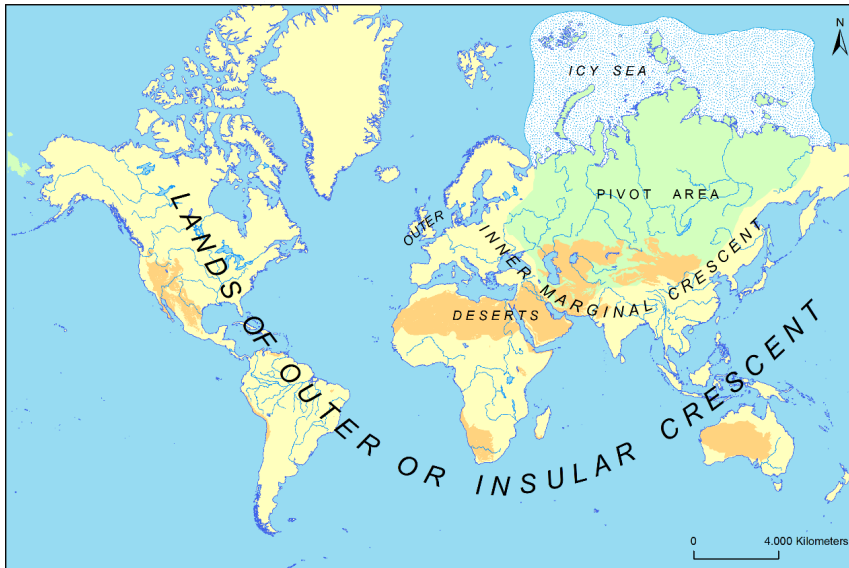 N
ICY SEA
PIVOT AREA
OUTER
INNER MARGINAL CRESCENT
DESERTS
LANDS OF OUTER OR INSULAR CRESCENT
0 4.000 Kilometers